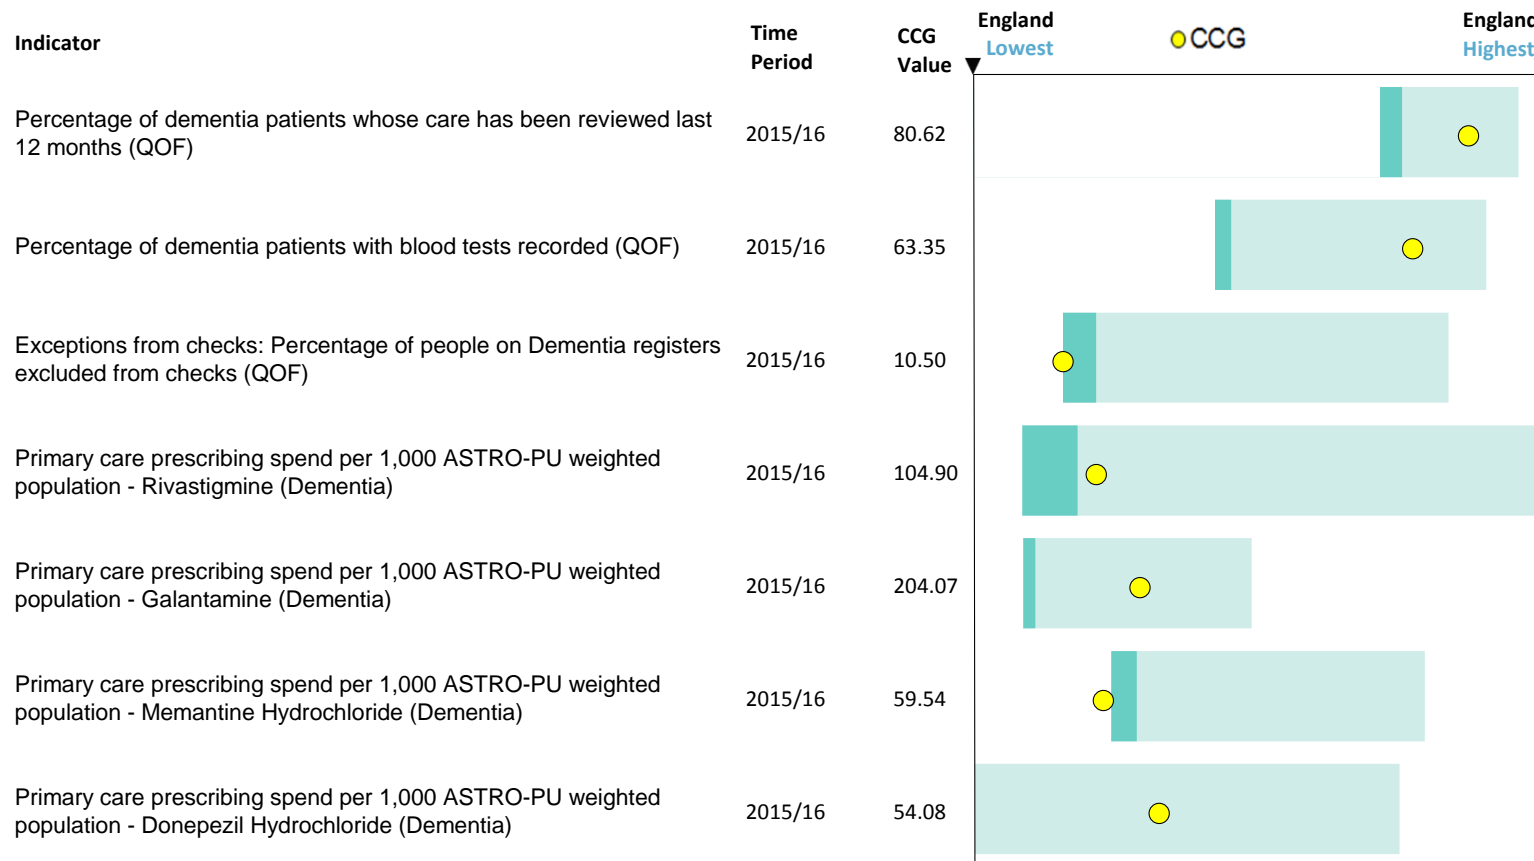 Indicator
Time
Period
CCG
Value
England
Lowest
CCG
England
Highest
Percentage of dementia patients whose care has been reviewed last
12 months (QOF)
2015/16
80.62
Percentage of dementia patients with blood tests recorded (QOF)
2015/16
63.35
Exceptions from checks: Percentage of people on Dementia registers
excluded from checks (QOF)
2015/16
10.50
Primary care prescribing spend per 1,000 ASTRO-PU weighted
population - Rivastigmine (Dementia)
2015/16
104.90
Primary care prescribing spend per 1,000 ASTRO-PU weighted
population - Galantamine (Dementia)
2015/16
204.07
Primary care prescribing spend per 1,000 ASTRO-PU weighted
population - Memantine Hydrochloride (Dementia)
2015/16
59.54
Primary care prescribing spend per 1,000 ASTRO-PU weighted
population - Donepezil Hydrochloride (Dementia)
2015/16
54.08